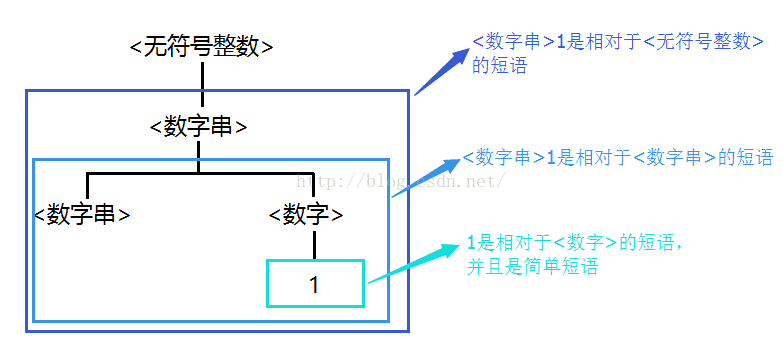 <无符号整数>
<数字串>1是相对于<无符号整数>
的短语
<数字串>
<数字串>1是相对于<数字串>的短语
http://blog.csdn.net/
<数字串>
<数字>
1是相对于<数字>的短语，
并且是简单短语
1